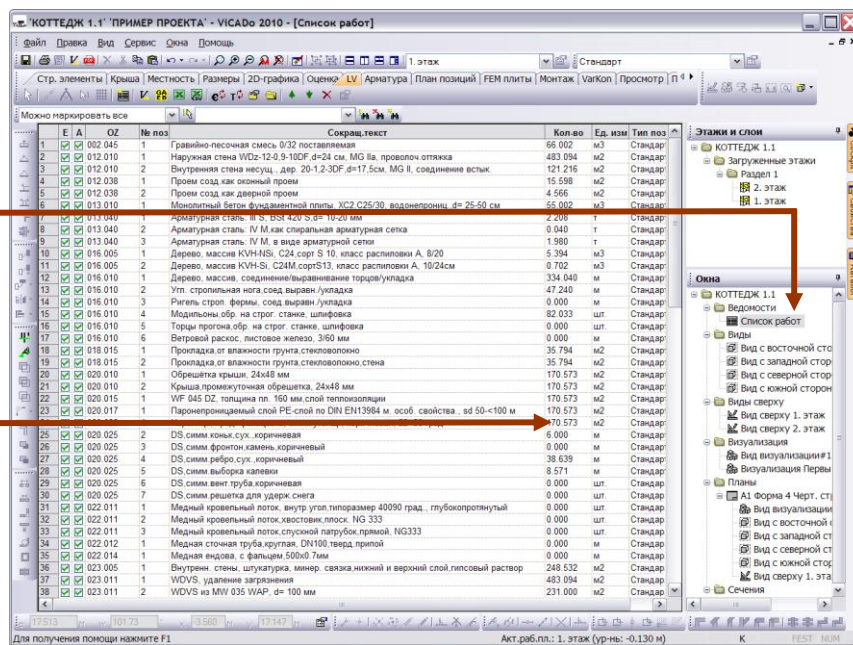 'КОТТЕДЖ 1.1' 'ПРИМЕР ПРОЕКТА' - ViCADo 2010 - [Список работ]
Файл Правка Вид Сервис Окна Помощь
1. этаж Стандарт
Стр. элементы Крыша Местность Размеры 2D-графика Оценка LV Арматура План позиций FEM плиты Монтаж VarKon Просмотр
Можно маркировать все
Е А OZ № поз Сокращ.текст Кол-во Ед. изм Тип поз
1 002 045 1 Гравийно-песочная смесь 0/32 поставляемая 66.002 м3 Стандарт
2 012 010 1 Наружная стена WDz-12-0,9-10DF,d=24 см, MG IIa, проволоч.оттяжка 483.094 м2 Стандарт
3 012 010 2 Внутренняя стена несущ., дер. 20-1,2-3DF,d=17,5см, MG II, соединение встык. 121.216 м2 Стандарт
4 012 038 1 Проем созд.как оконный проем 15.598 м2 Стандарт
5 012 038 2 Проем созд.как дверной проем 4.566 м2 Стандарт
6 013 010 1 Монолитный бетон фундаментной плиты, XC2,C25/30, водонепрониц. d= 25-50 см 55.002 м3 Стандарт
013 040 1 Арматурная сталь: III S, BSt 420 S,d= 10-20 мм 2.208 т Стандарт
8 013 040 2 Арматурная сталь: IV М,как спиральная арматурная сетка 0.040 т Стандарт
9 013 040 3 Арматурная сталь: IV М, в виде арматурной сетки 1.980 т Стандарт
10 016 005 1 Дерево, массив KVH-NSi, C24,сорт S 10, класс распиловки А, 8/20 5.394 м3 Стандарт
11 016 005 2 Дерево, массив KVH-Si, C24M,сортS13, класс распиловки А, 10/24см 0.702 м3 Стандарт
12 016 010 1 Дерево, массив, соединение/выравнивание торцов/укладка 334.040 м Стандарт
13 016 010 2 Угл. стропильная нога,соед.выравн./укладка 47.240 м Стандарт
14 016 010 3 Ригель строп. фермы, соед.выравн./укладка 0.000 м Стандарт
15 016 010 4 Модильоны,обр. на строг. станке, шлифовка 82.033 шт. Стандарт
16 016 010 5 Торцы прогона,обр. на строг. станке, шлифовка 0.000 шт. Стандарт
17 016 010 6 Ветровой раскос, листовое железо, 3/60 мм 0.000 м Стандарт
18 018 015 1 Прокладка,от влажности грунта,стекловолокно 35.794 м2 Стандарт
19 018 015 2 Прокладка,от влажности грунта,стекловолокно,стена 35.794 м2 Стандарт
20 020 010 1 Обрешётка крыши, 24x48 мм 170.573 м2 Стандарт
21 020 010 2 Крыша,промежуточная обрешетка, 24x48 мм 170.573 м2 Стандарт
22 020 015 1 WF 045 DZ, толщина пл. 160 мм,слой теплоизоляции 170.573 м2 Стандарт
23 020 017 1 Паронепроницаемый слой PE-слой по DIN EN13984 м. особ. свойства., sd 50-<100 м 170.573 м2 Стандарт
170.573 м2 Стандарт
25 020 025 2 DS,симм.коньк,сух.,коричневая 6.000 м Стандарт
26 020 025 3 DS,симм.фронтон,камень,коричневый 0.000 м Стандарт
27 020 025 4 DS,симм.ребро,сух.,коричневый 38.639 м Стандарт
28 020 025 5 DS,симм.выборка калевки 8.571 м Стандарт
29 020 025 6 DS,симм.вент.труба,коричневая 0.000 шт. Стандарт
30 020 025 7 DS,симм.решетка для удерж.снега 0.000 шт. Стандарт
31 022 011 1 Медный кровельный лоток, внутр.угол,типоразмер 40090 град., глубокопротянутый 0.000 шт. Стандарт
32 022 011 2 Медный кровельный лоток,хвостовик,плоск. NG 333 0.000 шт. Стандарт
33 022 011 3 Медный кровельный лоток,спускной патрубок,прямой, NG333 0.000 шт. Стандарт
34 022 012 1 Медная сточная труба,круглая, DN100,тверд.припой 0.000 м Стандарт
35 022 014 1 Медная ендова, с фальцем,500x0.7мм 0.000 м Стандарт
36 023 005 1 Внутренн. стены, штукатурка, минер. связка,нижний и верхний слой,гипсовый раствор 248.532 м2 Стандарт
37 023 011 1 WDVS, удаление загрязнения 483.094 м2 Стандарт
38 023 011 2 WDVS из MW 035 WAP, d= 100 мм 231.000 м2 Стандарт
Этажи и слои
КОТТЕДЖ 1.1
Загруженные этажи
Раздел 1
2. этаж
1. этаж
Окна
КОТТЕДЖ 1.1
Ведомости
Список работ
Виды
Вид с восточной сто
Вид с западной стор
Вид с северной стор
Вид с южной сторон
Виды сверху
Вид сверху 1. этаж
Вид сверху 2. этаж
Визуализация
Вид визуализации#1
Визуализация Первы
Планы
A1 Форма 4 Черт. ст
Вид визуализации
Вид с восточной
Вид с западной ст
Вид с северной ст
Вид с южной стор
Вид сверху 1. эта
Сечения
17.513 101.73 3.560 17.147
Для получения помощи нажмите F1 Акт.раб.пл.: 1. этаж (ур-нь: -0.130 м) K FEST NUM